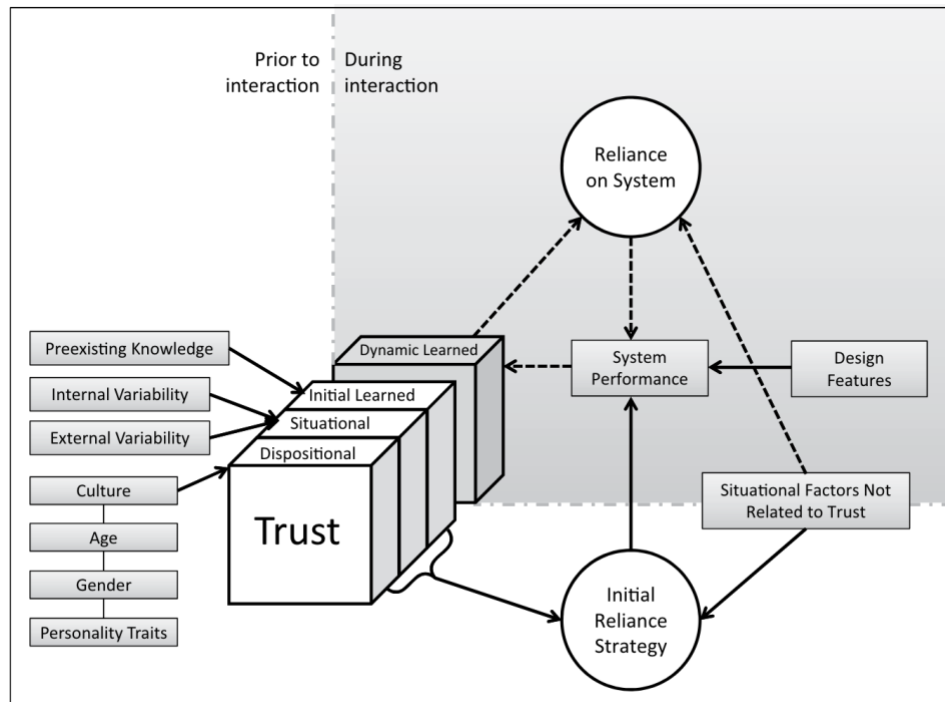 Prior to
interaction
During
interaction
Reliance
on System
Preexisting Knowledge
Internal Variability
External Variability
Culture
Age
Gender
Personality Traits
Dynamic Learned
Initial Learned
Situational
Dispositional
Trust
System
Performance
Design
Features
Situational Factors Not
Related to Trust
Initial
Reliance
Strategy